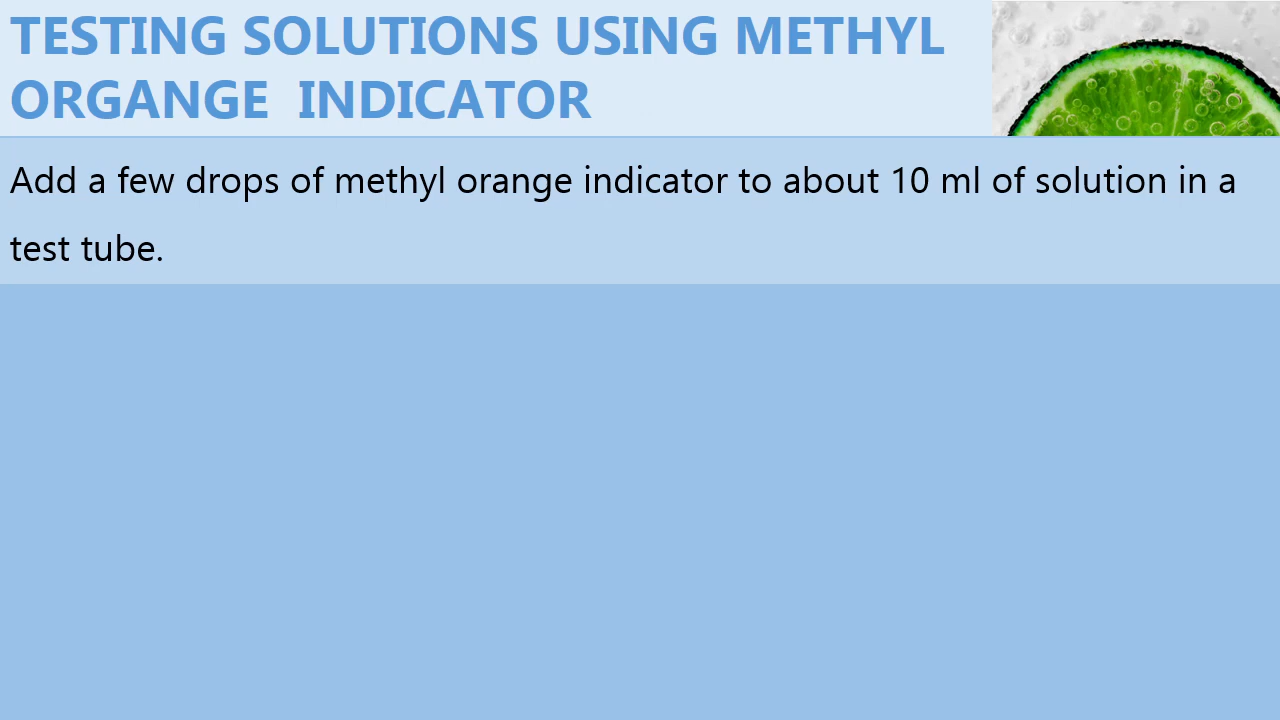 TESTING SOLUTIONS USING METHYL
ORGANGE  INDICATOR
Add a few drops of methyl orange indicator to about 10 ml of solution in a
test tube.